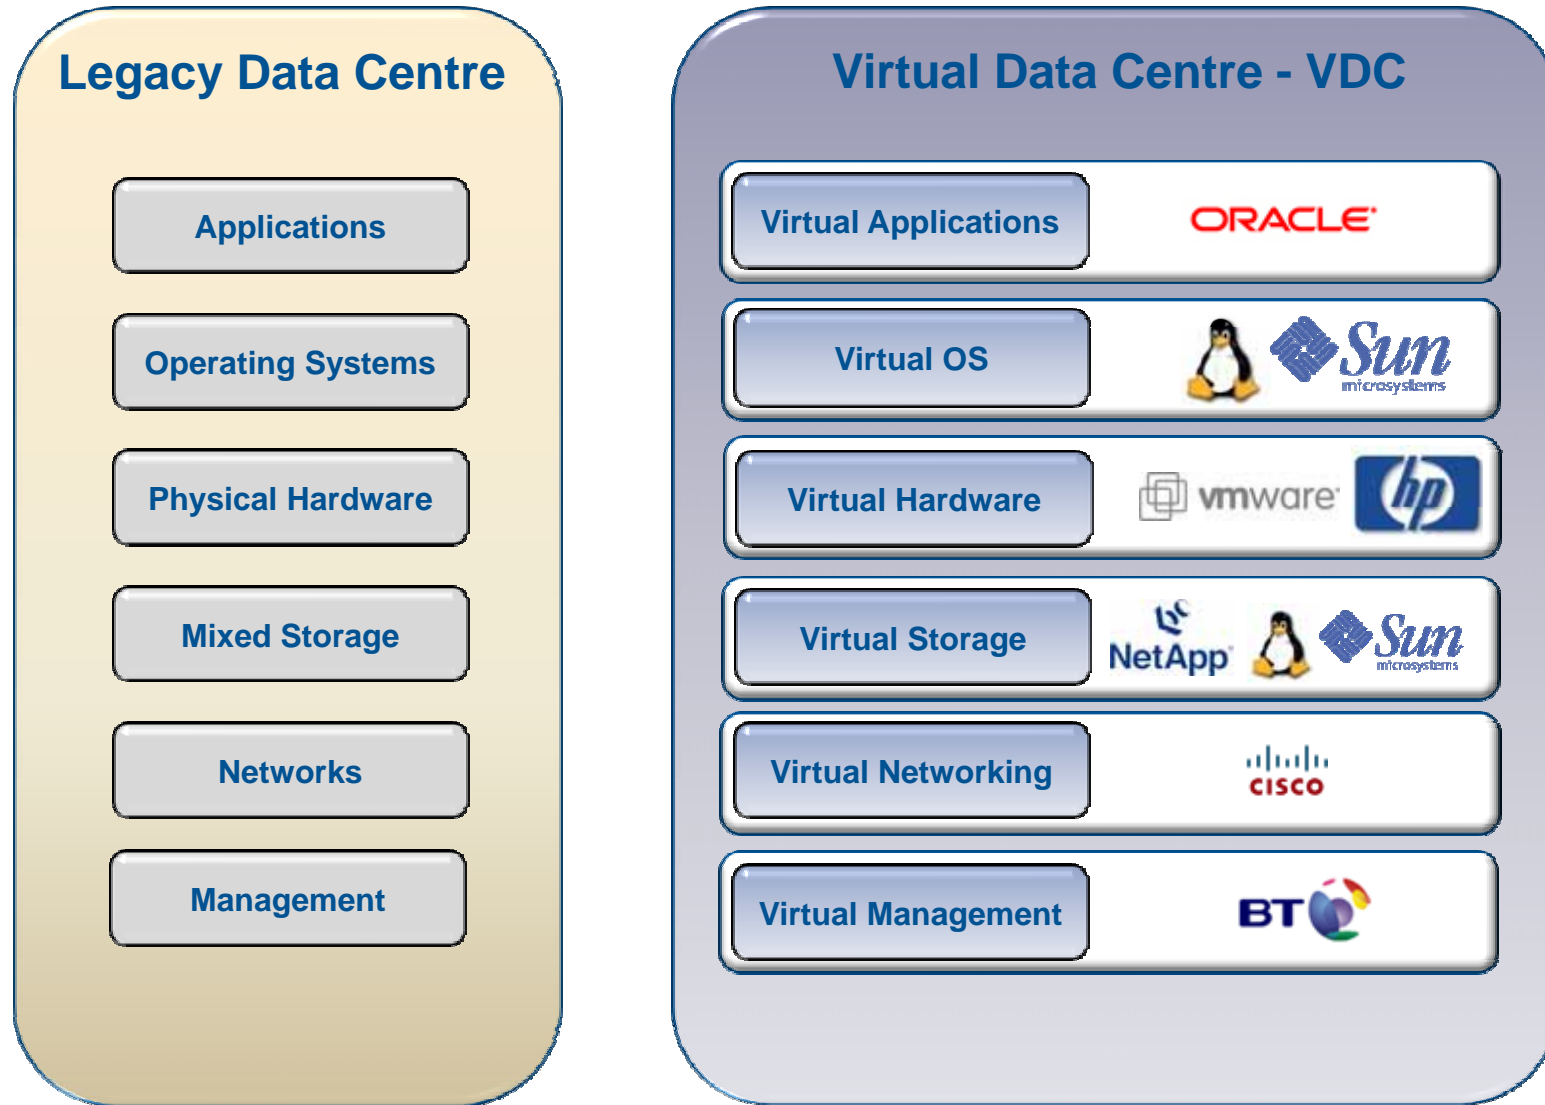 Legacy Data Centre
Applications
Operating Systems
Physical Hardware
Mixed Storage
Networks
Management
Virtual Data Centre - VDC
Virtual Applications
ORACLE
Virtual OS
Sun
microsystems
Virtual Hardware
vmware
hp
Virtual Storage
NetApp
Sun
microsystems
Virtual Networking
CISCO
Virtual Management
BT